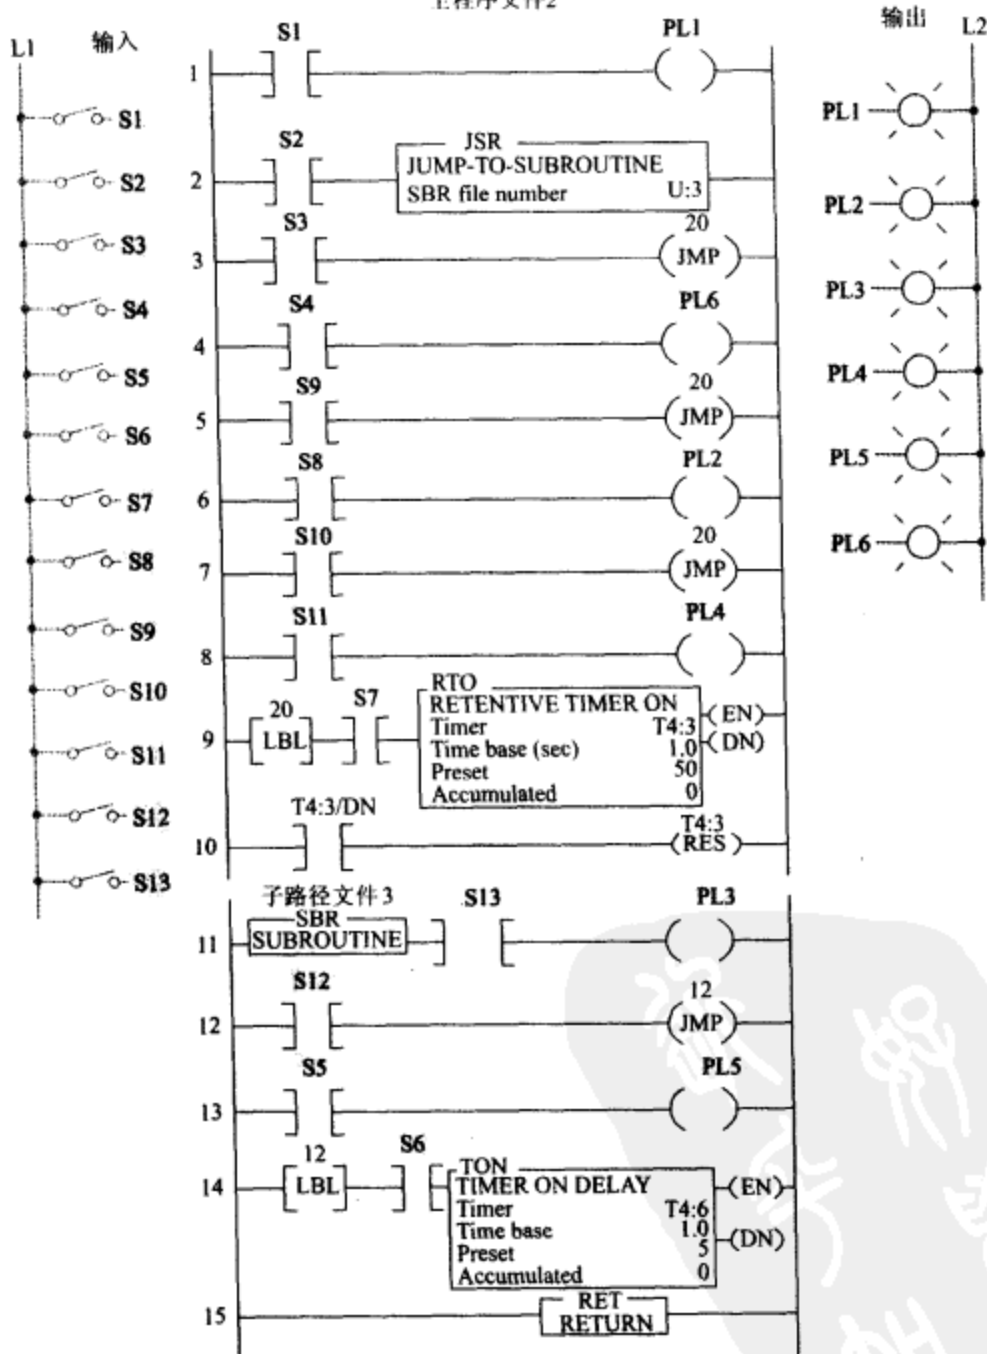 主程序文件2
L1 输入
输出 L2
S1
S2
S3
S4
S5
S6
S7
S8
S9
S10
S11
S12
S13
S1 PL1
1
S2
JSR
JUMP-TO-SUBROUTINE
2
SBR file number U:3
S3 20
3 JMP
S4 PL6
4
S9 20
5 JMP
S8 PL2
6
S10 20
7 JMP
S11 PL4
8
RTO
20 S7 RETENTIVE TIMER ON EN
9 LBL Timer T4:3
Time base (sec) 1.0 DN
Preset 50
Accumulated 0
T4:3/DN T4:3
10 RES
子路径文件3 S13 PL3
SBR
11 SUBROUTINE
S12 12
12 JMP
S5 PL5
13
12 S6 TON
14 LBL TIMER ON DELAY EN
Timer T4:6
Time base 1.0 DN
Preset 5
Accumulated 0
RET
15 RETURN
PL1
PL2
PL3
PL4
PL5
PL6